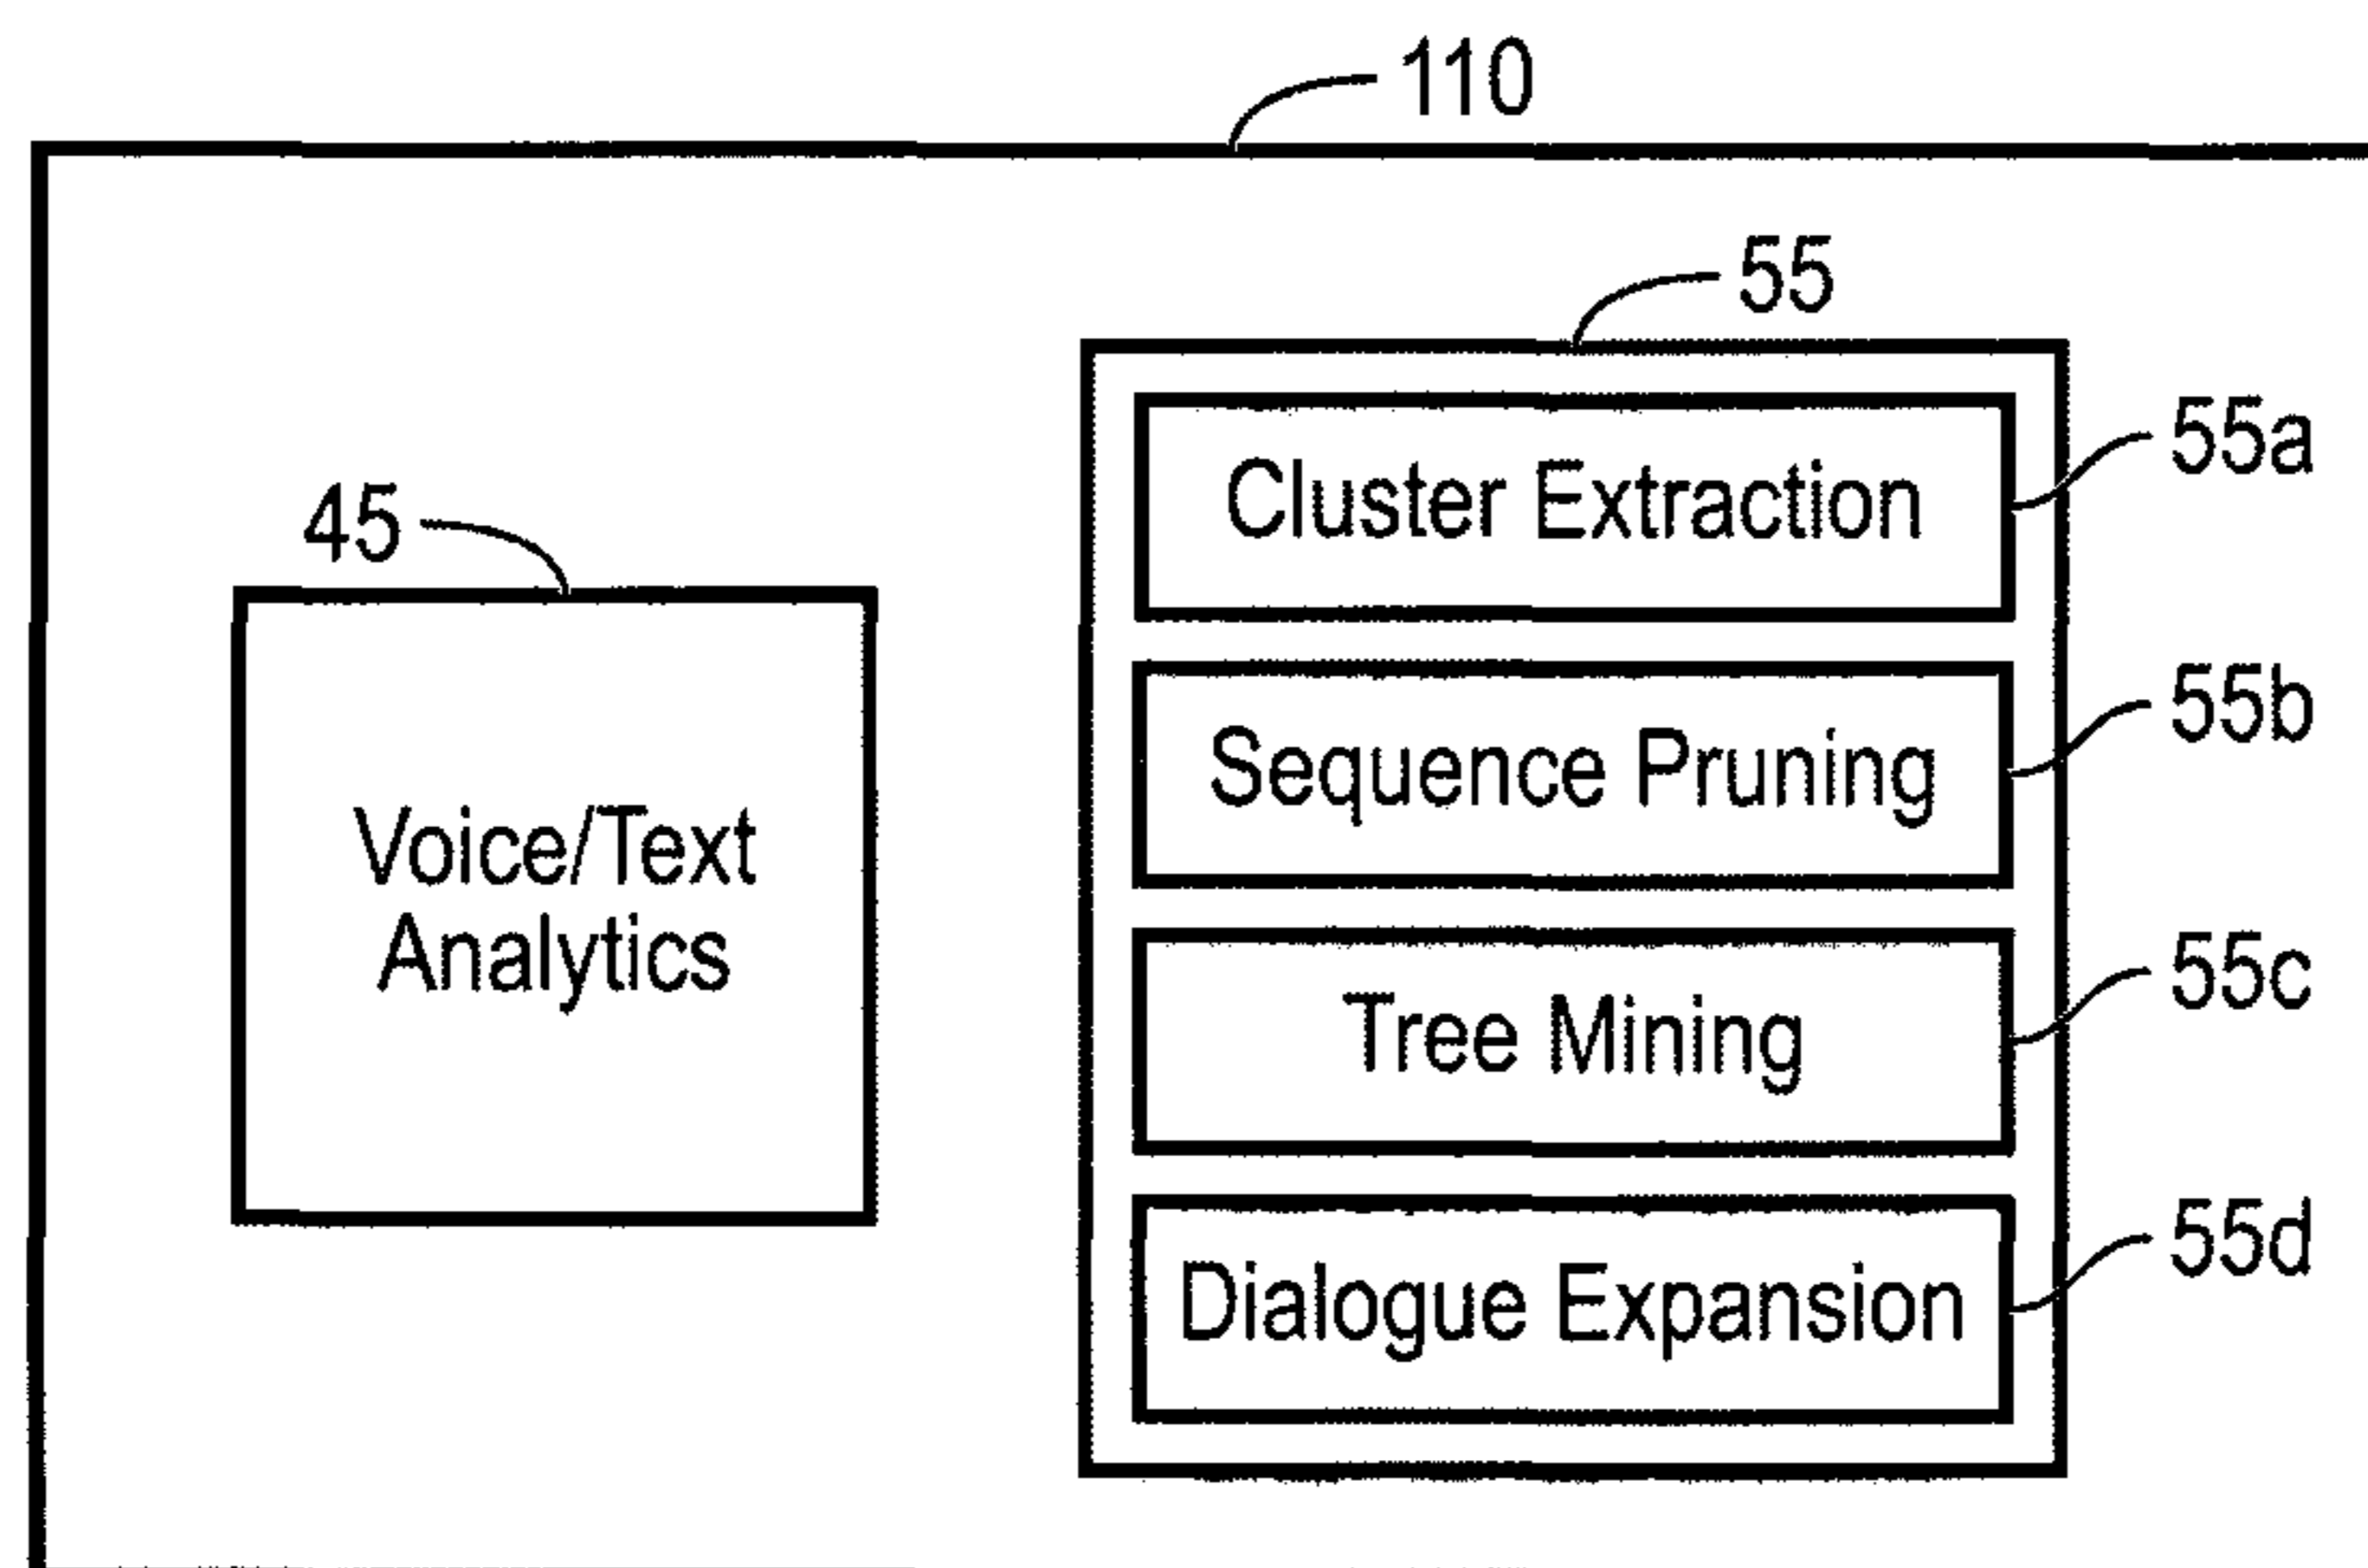 110
55
55a
Cluster Extraction
45
55b
Sequence Pruning
Voice/Text
Analytics
55c
Tree Mining
55d
Dialogue Expansion